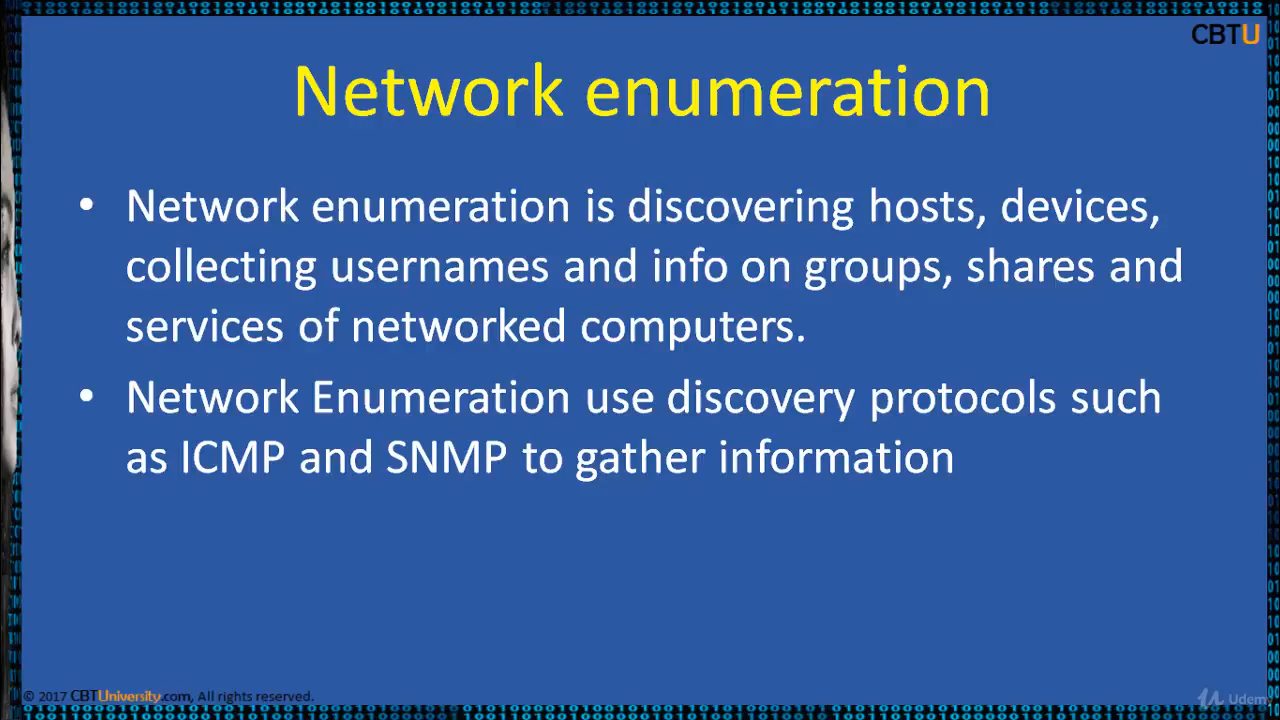 CBTU
Network enumeration
• Network enumeration is discovering hosts, devices,
collecting usernames and info on groups, shares and
services of networked computers.
• Network Enumeration use discovery protocols such
as ICMP and SNMP to gather information
© 2017 CBTUniversity.com, All rights reserved.
Udemy